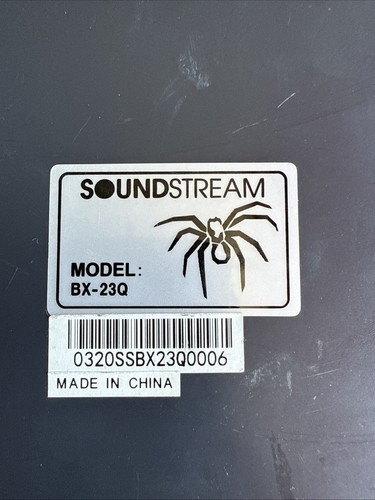 SOUNDSTREAM
MODEL:
BX-23Q
0320SSBX23Q0006
MADE IN CHINA